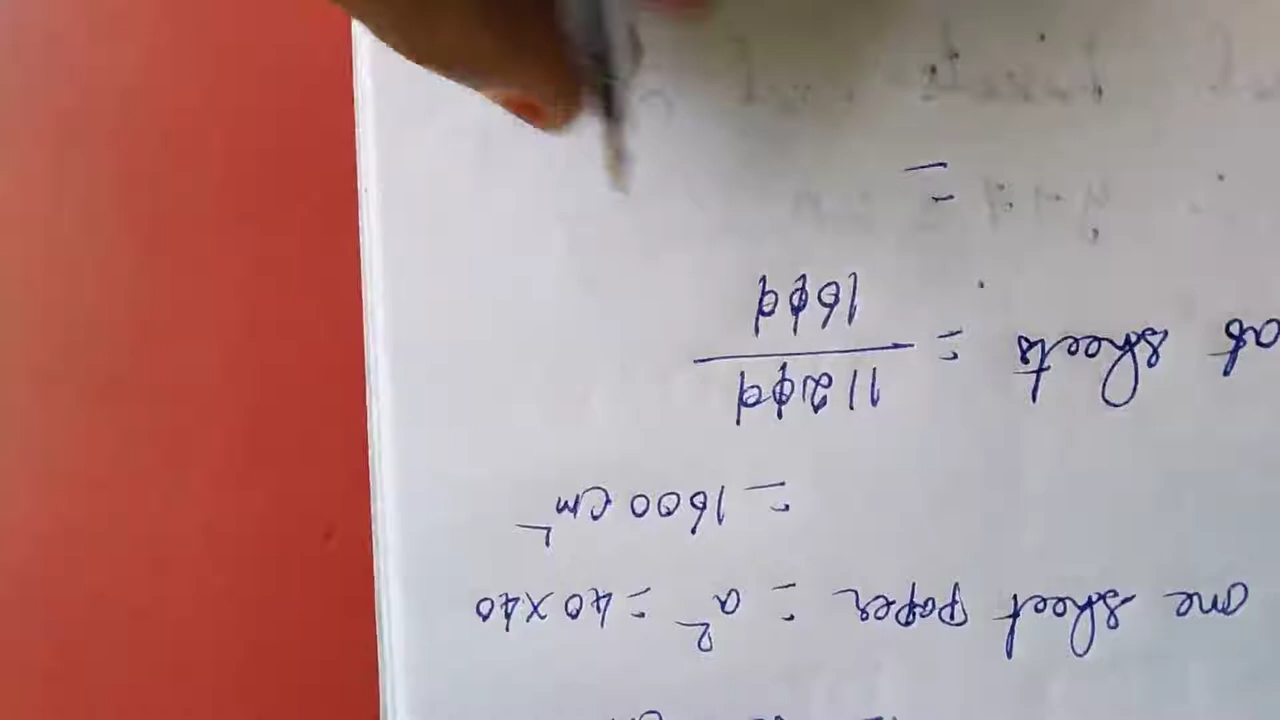 one sheet paper = a² = 40×40
= 1600 cm²
of sheets = 11200 / 1600
=